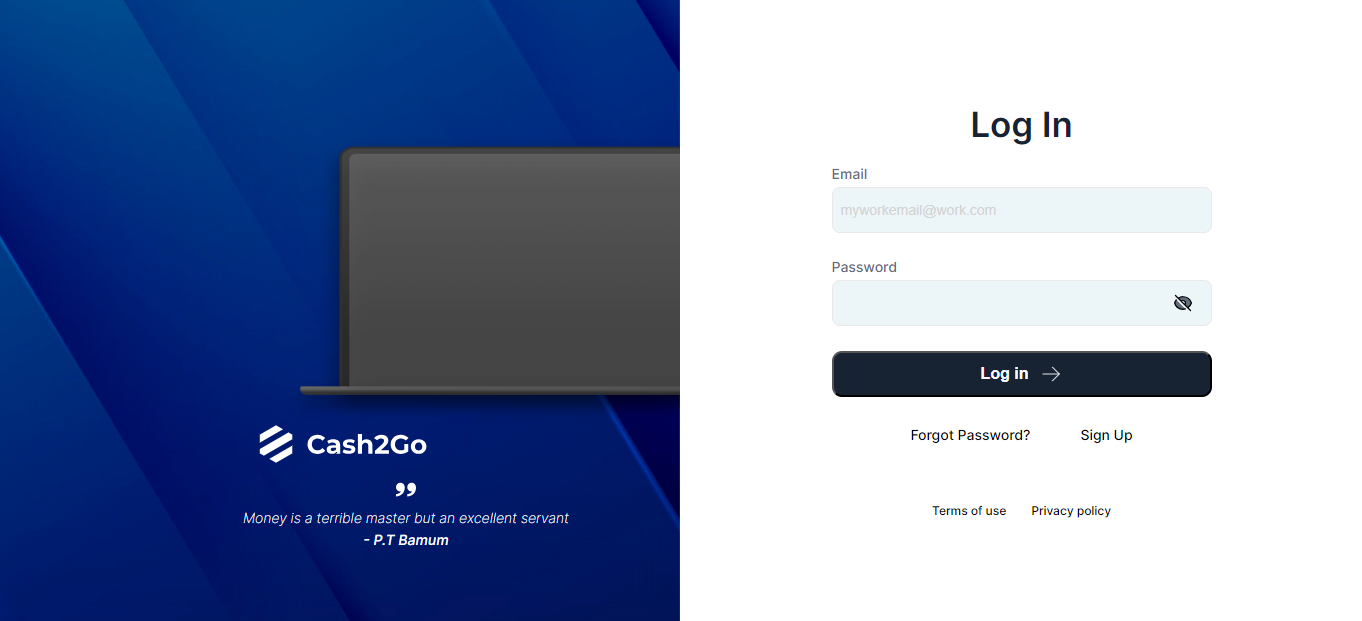 Cash2Go
”
Money is a terrible master but an excellent servant
- P.T Bamum
Log In
Email
myworkemail@work.com
Password
Log in
Forgot Password? Sign Up
Terms of use Privacy policy